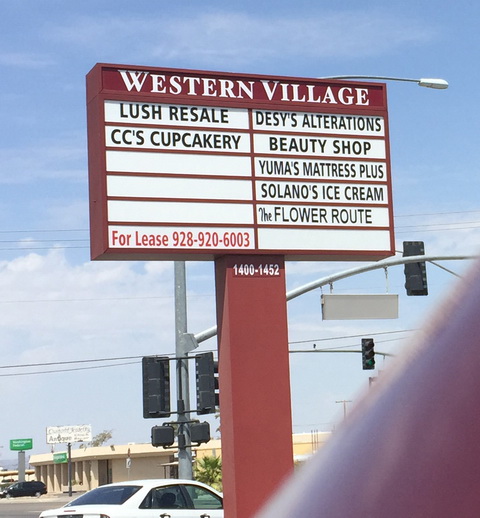 WESTERN VILLAGE
LUSH RESALE
CC'S CUPCAKERY
For Lease 928-920-6003
DESY'S ALTERATIONS
BEAUTY SHOP
YUMA'S MATTRESS PLUS
SOLANO'S ICE CREAM
The FLOWER ROUTE
1400-1452